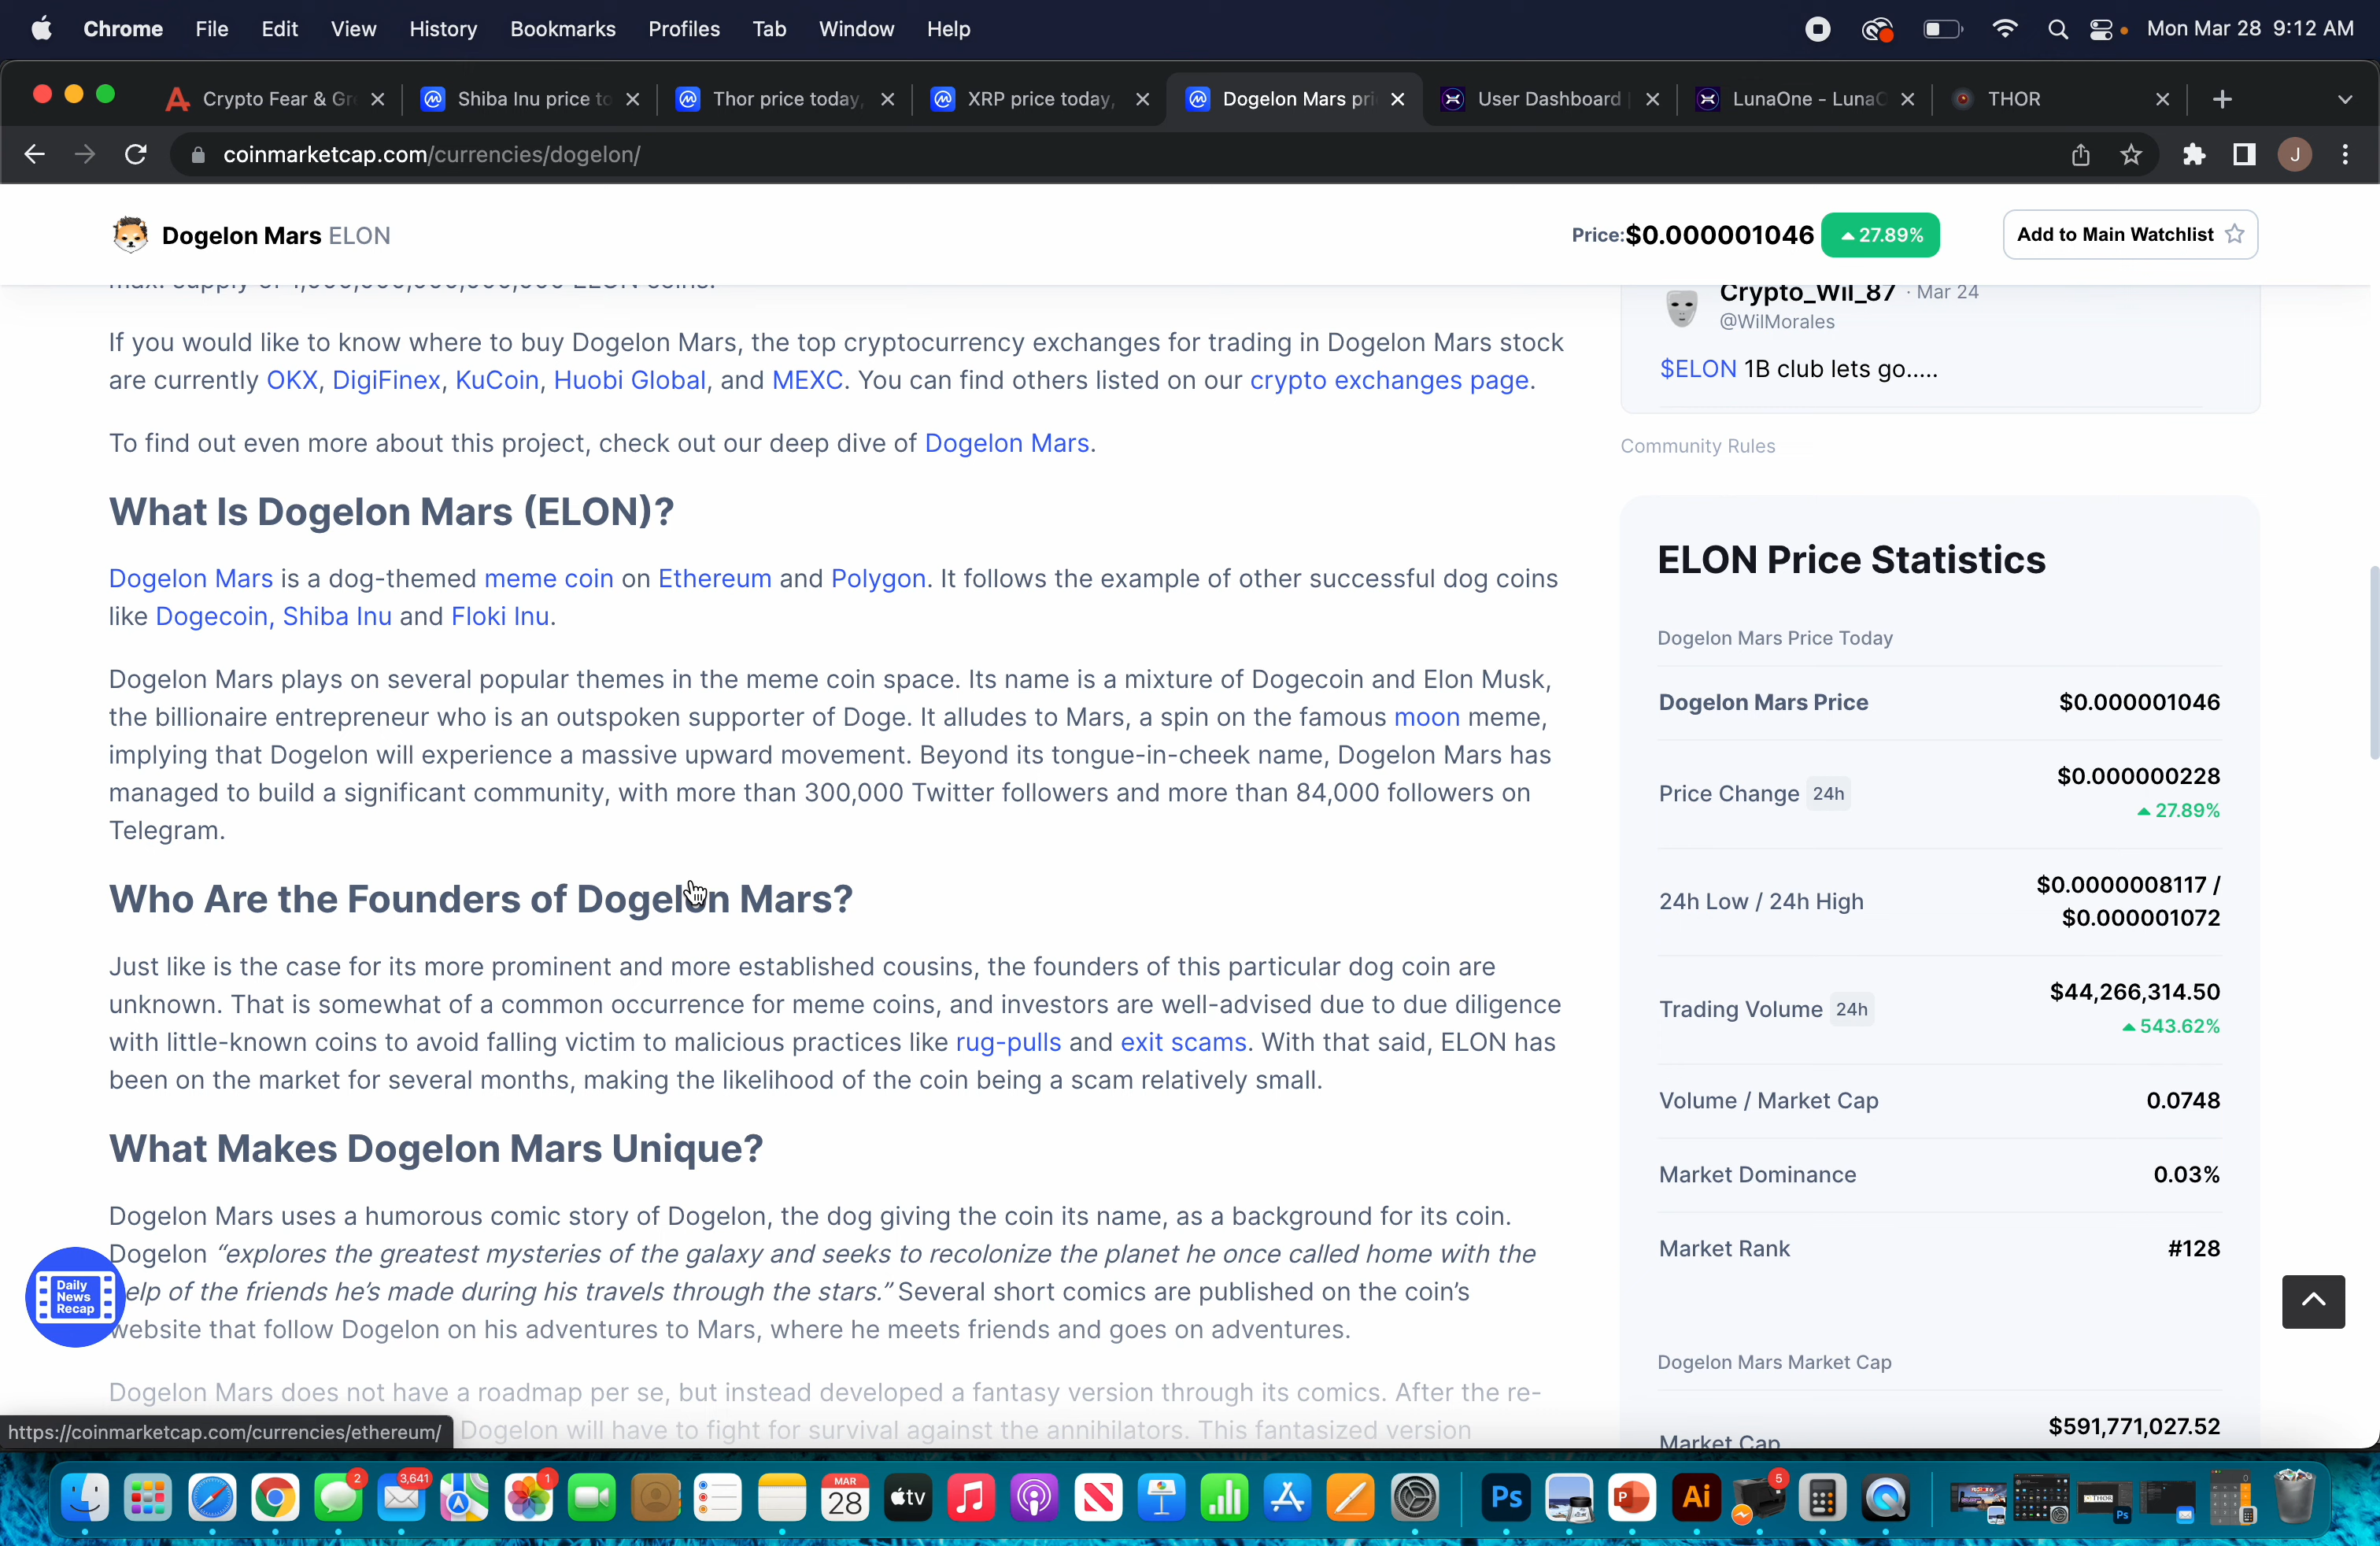 Chrome File Edit View History Bookmarks Profiles Tab Window Help
Mon Mar 28 9:12 AM
Crypto Fear & Gr
Shiba Inu price to
Thor price today,
XRP price today,
Dogelon Mars pri
User Dashboard |
LunaOne - Luna
THOR
coinmarketcap.com/currencies/dogelon/
J
Dogelon Mars ELON
Price:$0.000001046
27.89%
Add to Main Watchlist
max. supply of 1,000,000,000,000,000 ELON coins.
If you would like to know where to buy Dogelon Mars, the top cryptocurrency exchanges for trading in Dogelon Mars stock
are currently OKX, DigiFinex, KuCoin, Huobi Global, and MEXC. You can find others listed on our crypto exchanges page.
To find out even more about this project, check out our deep dive of Dogelon Mars.
What Is Dogelon Mars (ELON)?
Dogelon Mars is a dog-themed meme coin on Ethereum and Polygon. It follows the example of other successful dog coins
like Dogecoin, Shiba Inu and Floki Inu.
Dogelon Mars plays on several popular themes in the meme coin space. Its name is a mixture of Dogecoin and Elon Musk,
the billionaire entrepreneur who is an outspoken supporter of Doge. It alludes to Mars, a spin on the famous moon meme,
implying that Dogelon will experience a massive upward movement. Beyond its tongue-in-cheek name, Dogelon Mars has
managed to build a significant community, with more than 300,000 Twitter followers and more than 84,000 followers on
Telegram.
Who Are the Founders of Dogelon Mars?
Just like is the case for its more prominent and more established cousins, the founders of this particular dog coin are
unknown. That is somewhat of a common occurrence for meme coins, and investors are well-advised due to due diligence
with little-known coins to avoid falling victim to malicious practices like rug-pulls and exit scams. With that said, ELON has
been on the market for several months, making the likelihood of the coin being a scam relatively small.
What Makes Dogelon Mars Unique?
Dogelon Mars uses a humorous comic story of Dogelon, the dog giving the coin its name, as a background for its coin.
Dogelon “explores the greatest mysteries of the galaxy and seeks to recolonize the planet he once called home with the
elp of the friends he’s made during his travels through the stars.” Several short comics are published on the coin’s
website that follow Dogelon on his adventures to Mars, where he meets friends and goes on adventures.
Dogelon Mars does not have a roadmap per se, but instead developed a fantasy version through its comics. After the re-
Dogelon will have to fight for survival against the annihilators. This fantasized version
Daily
News
Recap
https://coinmarketcap.com/currencies/ethereum/
Crypto_Wil_87 · Mar 24
@WilMorales
$ELON 1B club lets go.....
Community Rules
ELON Price Statistics
Dogelon Mars Price Today
Dogelon Mars Price $0.000001046
Price Change 24h $0.000000228
27.89%
24h Low / 24h High $0.0000008117 /
$0.000001072
Trading Volume 24h $44,266,314.50
543.62%
Volume / Market Cap 0.0748
Market Dominance 0.03%
Market Rank #128
Dogelon Mars Market Cap
Market Cap $591,771,027.52
2
3,641
1
MAR
28
tv
Ps
P
Ai
5